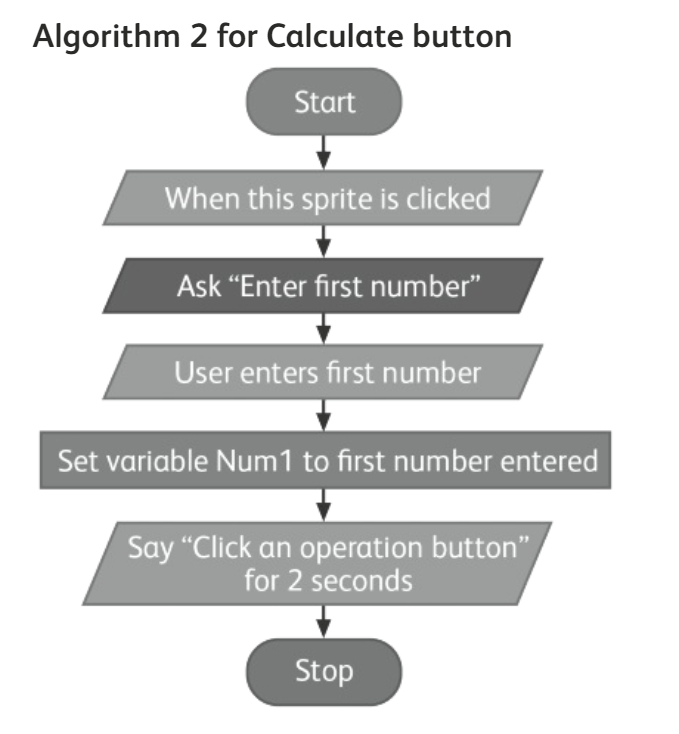 Algorithm 2 for Calculate button
Start
When this sprite is clicked
Ask “Enter first number”
User enters first number
Set variable Num1 to first number entered
Say “Click an operation button”
for 2 seconds
Stop